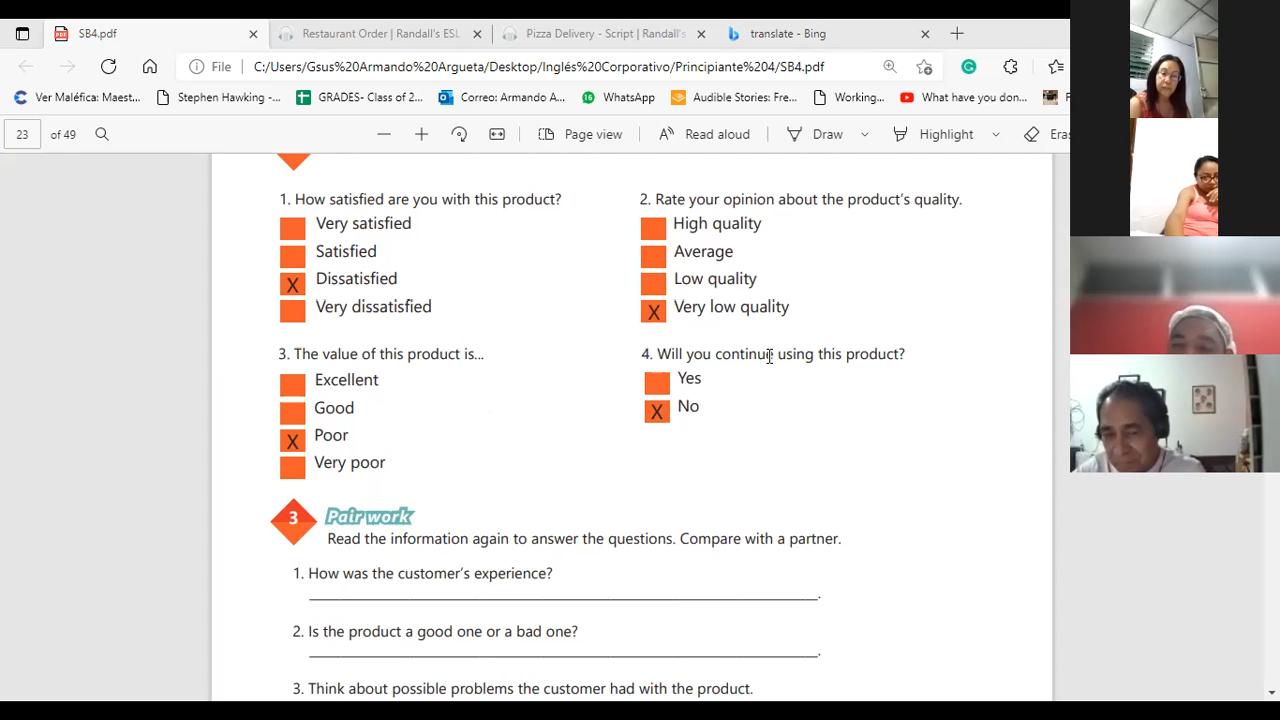 SB4.pdf
Restaurant Order | Randall's ESL
Pizza Delivery - Script | Randall's
translate - Bing
File
C:/Users/Gsus%20Armando%20Argueta/Desktop/Inglés%20Corporativo/Principiante%204/SB4.pdf
Ver Maléfica: Maest...
Stephen Hawking -...
GRADES- Class of 2...
Correo: Armando A...
16 WhatsApp
Audible Stories: Fre...
Working...
What have you don...
23 of 49
Page view
Read aloud
Draw
Highlight
Eras
1. How satisfied are you with this product?
Very satisfied
Satisfied
X Dissatisfied
Very dissatisfied
2. Rate your opinion about the product's quality.
High quality
Average
Low quality
X Very low quality
3. The value of this product is...
Excellent
Good
X Poor
Very poor
4. Will you continue using this product?
Yes
X No
3 Pair work
Read the information again to answer the questions. Compare with a partner.
1. How was the customer's experience?
2. Is the product a good one or a bad one?
3. Think about possible problems the customer had with the product.